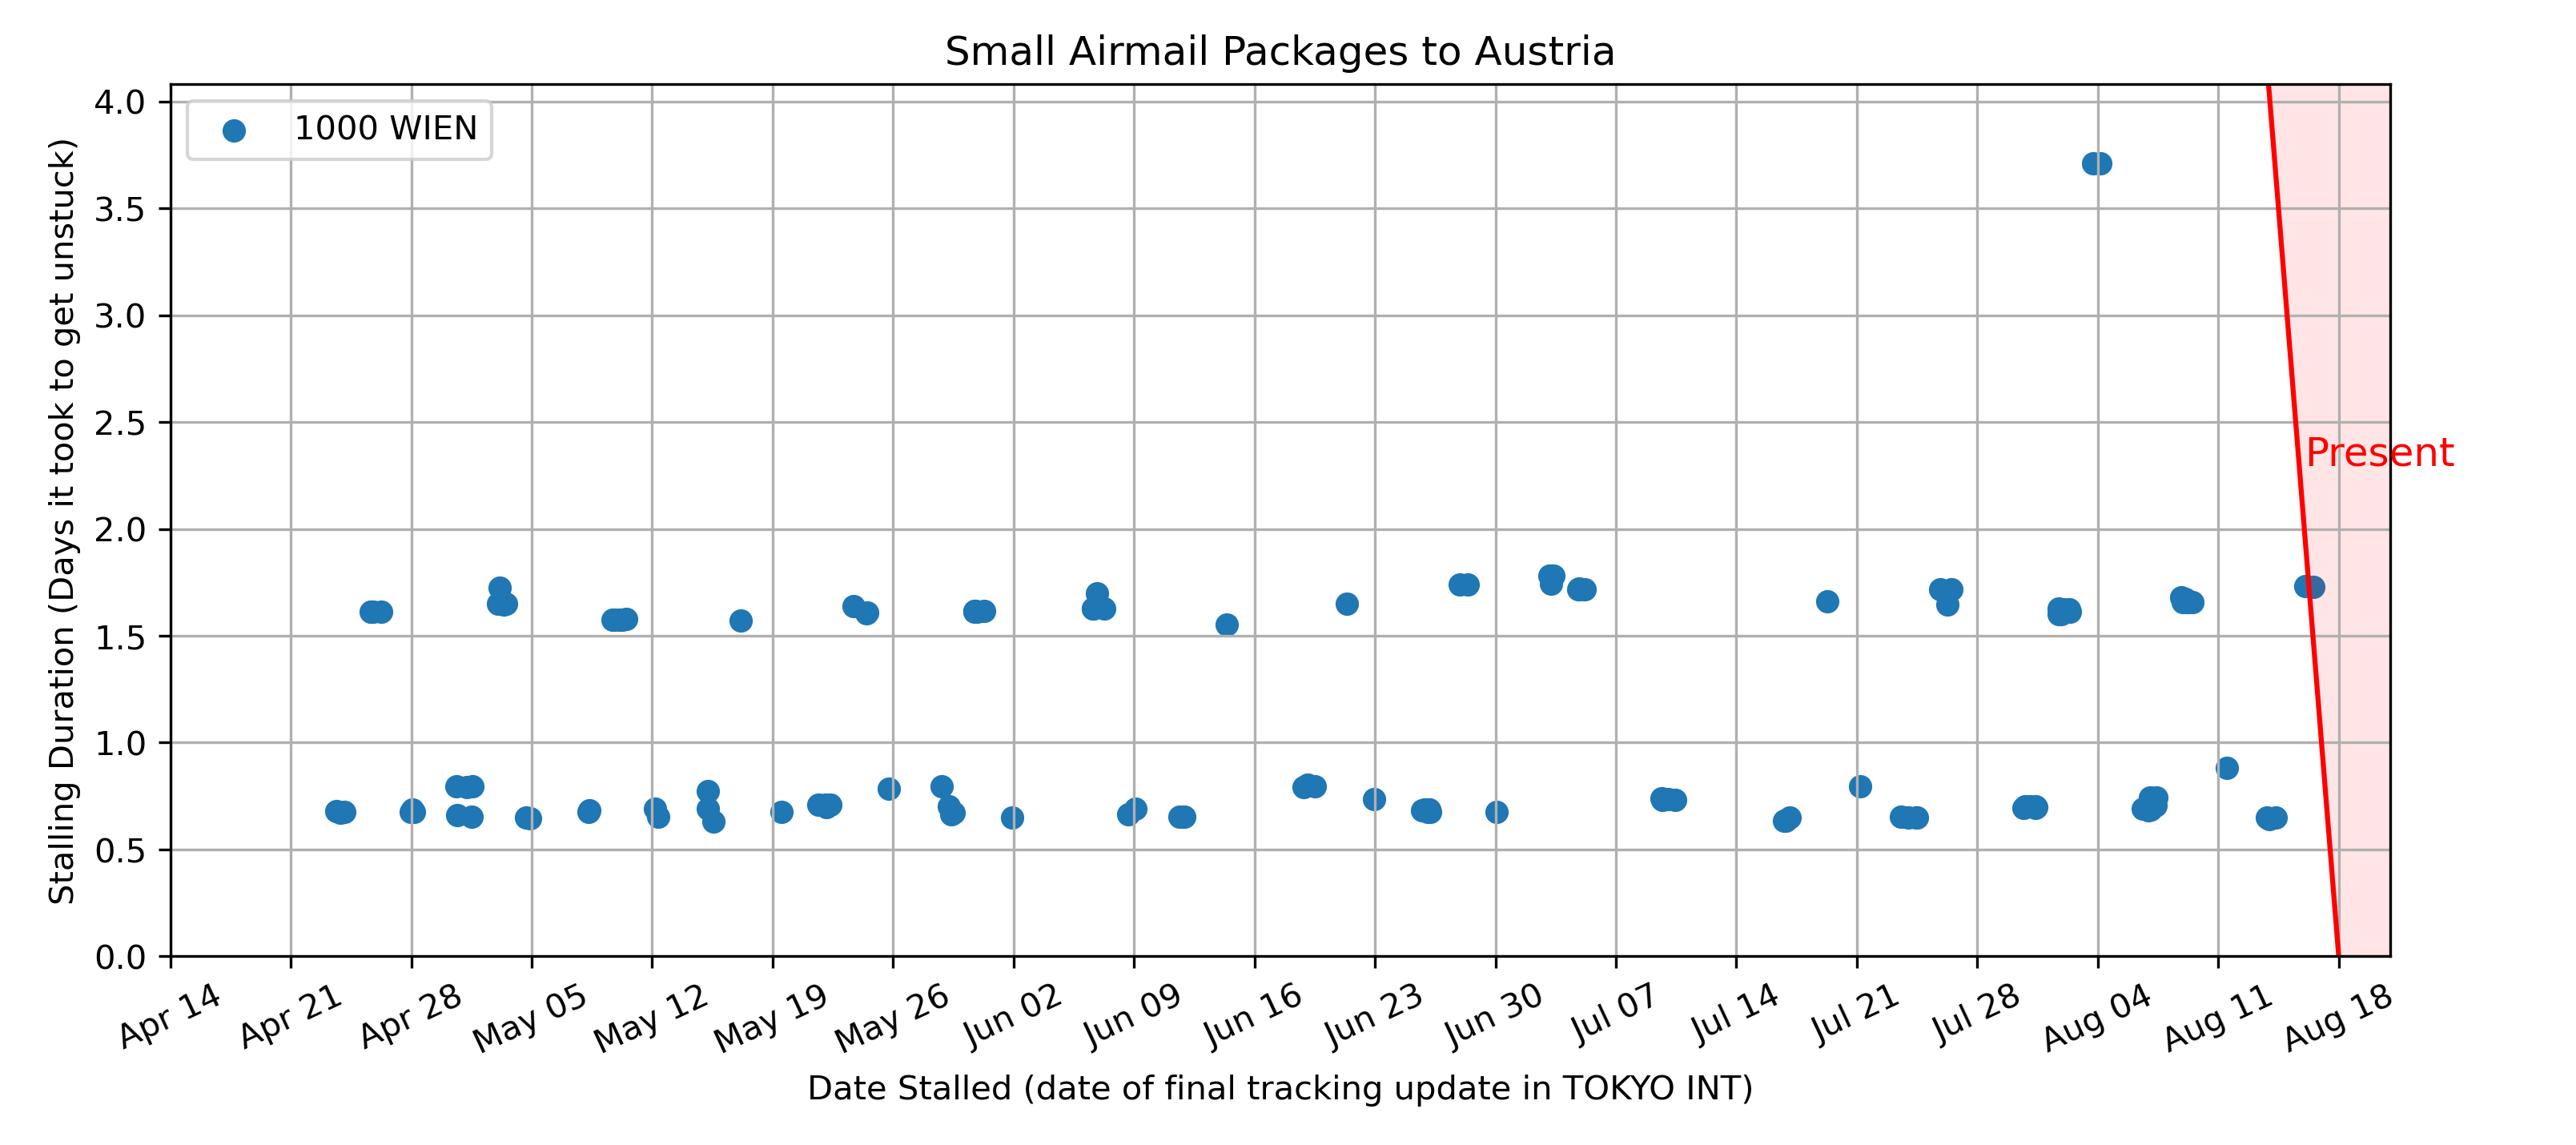 Small Airmail Packages to Austria
1000 WIEN
Stalling Duration (Days it took to get unstuck)
4.0
3.5
3.0
2.5
2.0
1.5
1.0
0.5
0.0
Present
Apr 14 Apr 21 Apr 28 May 05 May 12 May 19 May 26 Jun 02 Jun 09 Jun 16 Jun 23 Jun 30 Jul 07 Jul 14 Jul 21 Jul 28 Aug 04 Aug 11 Aug 18
Date Stalled (date of final tracking update in TOKYO INT)